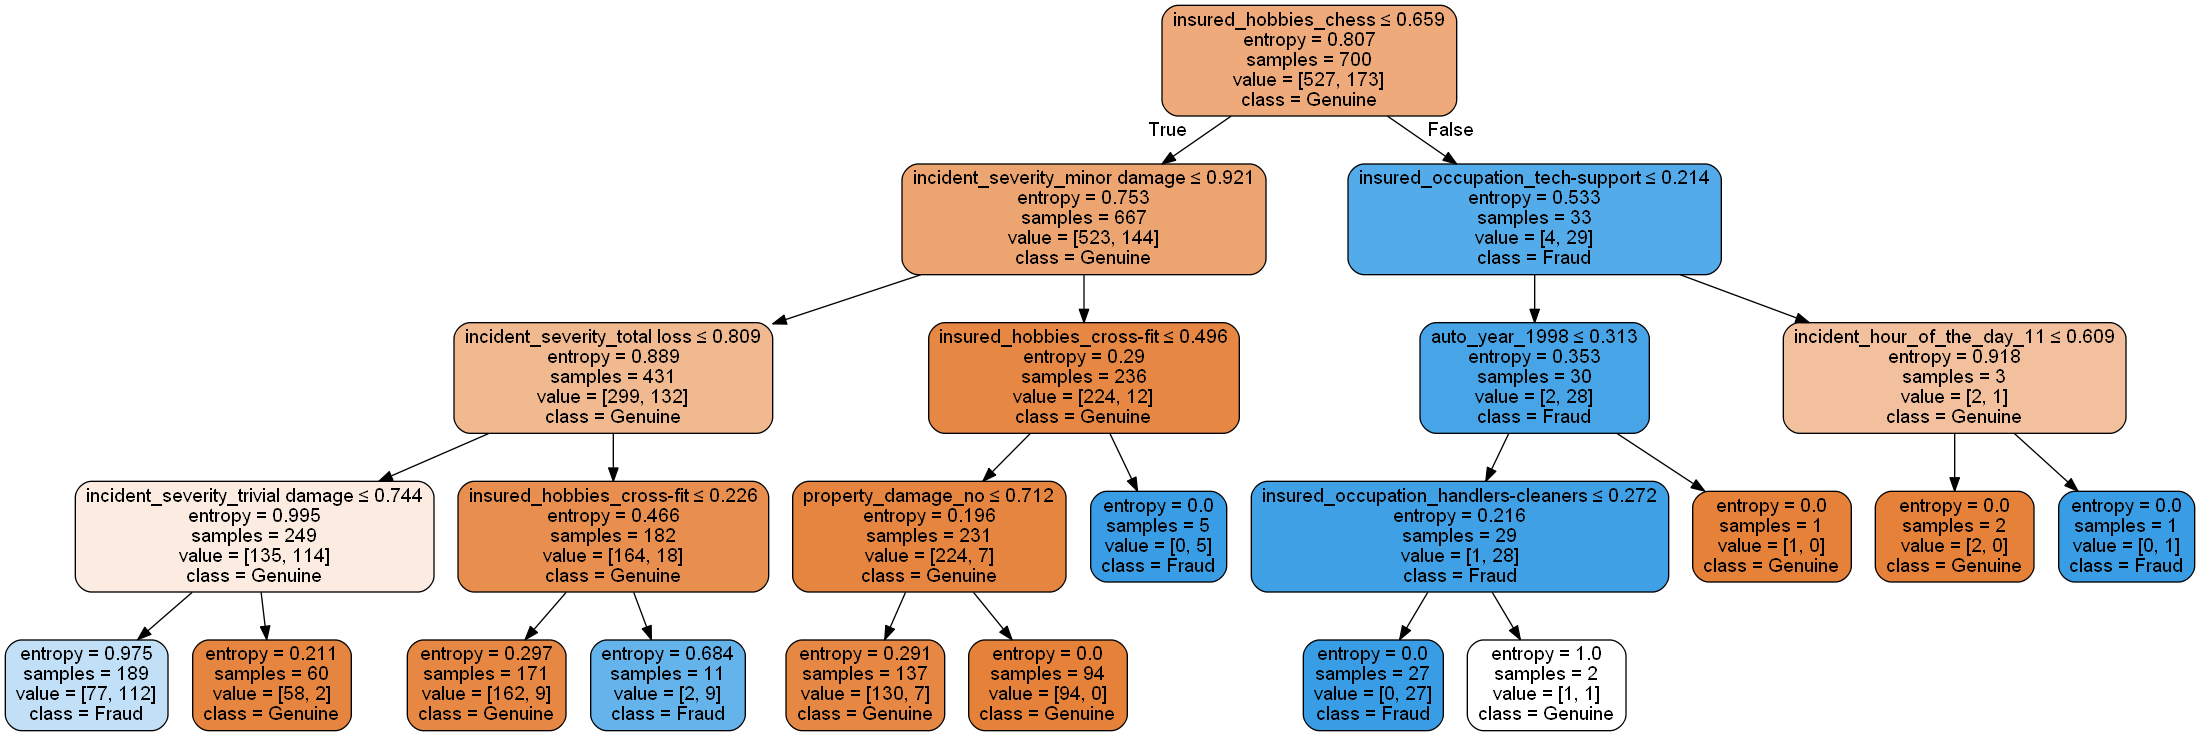 insured_hobbies_chess ≤ 0.659
entropy = 0.807
samples = 700
value = [527, 173]
class = Genuine
True
False
incident_severity_minor damage ≤ 0.921
entropy = 0.753
samples = 667
value = [523, 144]
class = Genuine
insured_occupation_tech-support ≤ 0.214
entropy = 0.533
samples = 33
value = [4, 29]
class = Fraud
incident_severity_total loss ≤ 0.809
entropy = 0.889
samples = 431
value = [299, 132]
class = Genuine
insured_hobbies_cross-fit ≤ 0.496
entropy = 0.29
samples = 236
value = [224, 12]
class = Genuine
auto_year_1998 ≤ 0.313
entropy = 0.353
samples = 30
value = [2, 28]
class = Fraud
incident_hour_of_the_day_11 ≤ 0.609
entropy = 0.918
samples = 3
value = [2, 1]
class = Genuine
incident_severity_trivial damage ≤ 0.744
entropy = 0.995
samples = 249
value = [135, 114]
class = Genuine
insured_hobbies_cross-fit ≤ 0.226
entropy = 0.466
samples = 182
value = [164, 18]
class = Genuine
property_damage_no ≤ 0.712
entropy = 0.196
samples = 231
value = [224, 7]
class = Genuine
entropy = 0.0
samples = 5
value = [0, 5]
class = Fraud
insured_occupation_handlers-cleaners ≤ 0.272
entropy = 0.216
samples = 29
value = [1, 28]
class = Fraud
entropy = 0.0
samples = 1
value = [1, 0]
class = Genuine
entropy = 0.0
samples = 2
value = [2, 0]
class = Genuine
entropy = 0.0
samples = 1
value = [0, 1]
class = Fraud
entropy = 0.975
samples = 189
value = [77, 112]
class = Fraud
entropy = 0.211
samples = 60
value = [58, 2]
class = Genuine
entropy = 0.297
samples = 171
value = [162, 9]
class = Genuine
entropy = 0.684
samples = 11
value = [2, 9]
class = Fraud
entropy = 0.291
samples = 137
value = [130, 7]
class = Genuine
entropy = 0.0
samples = 94
value = [94, 0]
class = Genuine
entropy = 0.0
samples = 27
value = [0, 27]
class = Fraud
entropy = 1.0
samples = 2
value = [1, 1]
class = Genuine